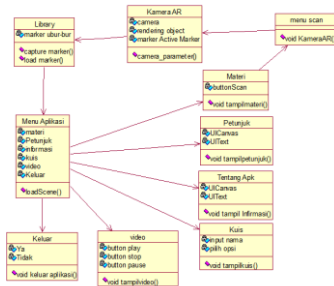 Library
marker ubur-bur
capture marker()
load marker()
Kamera AR
camera
rendering object
marker Active Marker
camera_parameter()
menu scan
void KameraAR()
Materi
buttonScan
void tampilmateri()
Menu Aplikasi
materi
Petunjuk
informasi
kuis
video
Keluar
loadScene()
Petunjuk
UICanvas
UIText
void tampilpetunjuk()
Tentang Apk
UICanvas
UIText
void tampil Infirmasi()
Keluar
Ya
Tidak
void keluar aplikasi()
video
button play
button stop
button pause
void tampilvideo()
Kuis
input nama
pilih opsi
void tampilkuis()